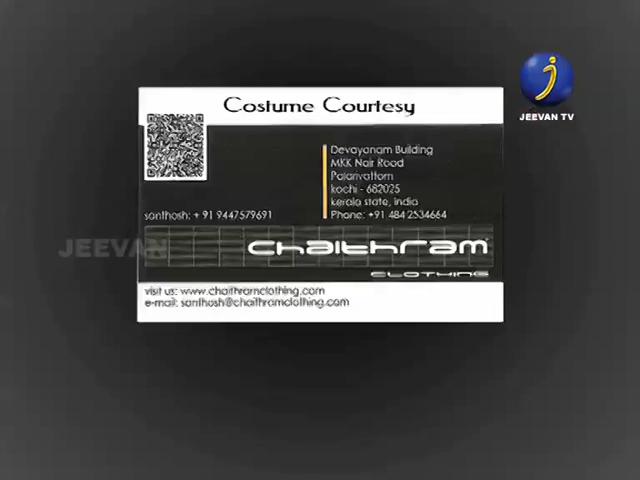 Costume Courtesy
j
JEEVAN TV
Devayanam Building
MKK Nair Road
Palarivattom
kochi - 682025
kerala state, india
Phone: +91 484 2534664
santhosh: + 91 9447579691
JEEVAN
chaithram
CLOTHING
visit us: www.chaithramclothing.com
e-mail: santhosh@chaithramclothing.com